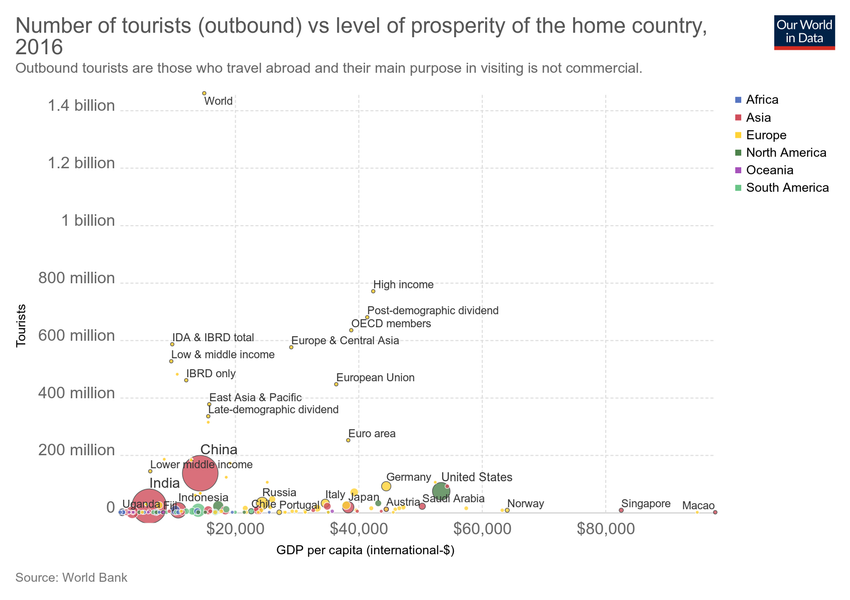 Number of tourists (outbound) vs level of prosperity of the home country,
2016
Our World
in Data
Outbound tourists are those who travel abroad and their main purpose in visiting is not commercial.
1.4 billion
World
Africa
Asia
Europe
North America
Oceania
South America
1.2 billion
1 billion
800 million
High income
Post-demographic dividend
OECD members
600 million
IDA & IBRD total
Europe & Central Asia
Low & middle income
IBRD only
European Union
400 million
East Asia & Pacific
Late-demographic dividend
Euro area
200 million
China
Lower middle income
India
Germany
United States
Indonesia
Russia
Italy
Japan
Saudi Arabia
Uganda
Fiji
Chile
Portugal
Austria
Norway
Singapore
Macao
0
Tourists
$20,000
$40,000
$60,000
$80,000
GDP per capita (international-$)
Source: World Bank